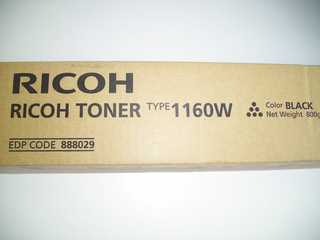 RICOH
RICOH TONER TYPE 1160W
Color BLACK
Net Weight 800g
EDP CODE 888029